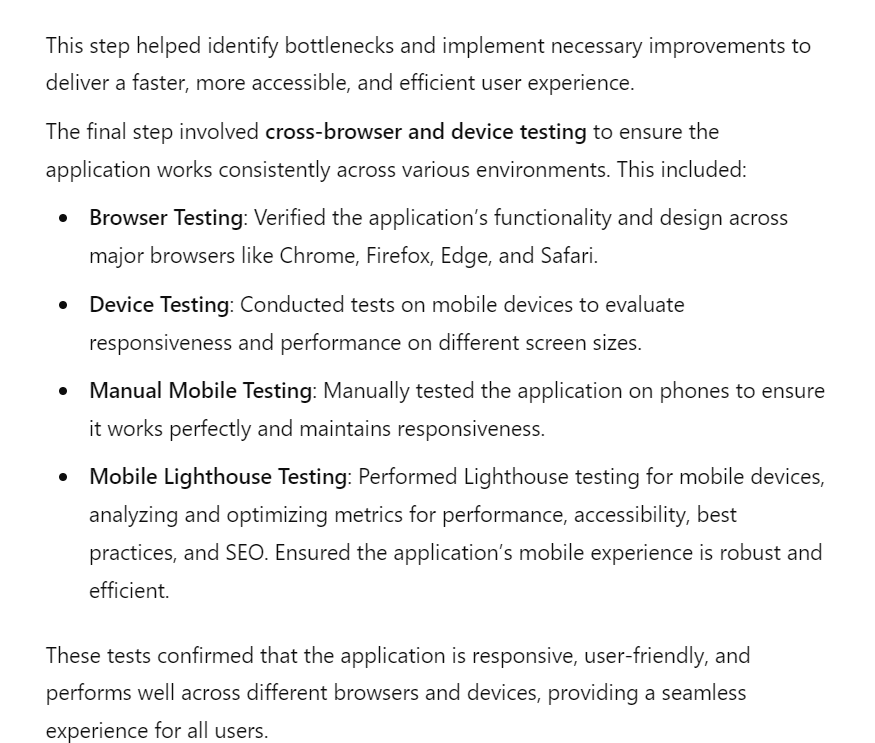 This step helped identify bottlenecks and implement necessary improvements to
deliver a faster, more accessible, and efficient user experience.
The final step involved cross-browser and device testing to ensure the
application works consistently across various environments. This included:
• Browser Testing: Verified the application’s functionality and design across
major browsers like Chrome, Firefox, Edge, and Safari.
• Device Testing: Conducted tests on mobile devices to evaluate
responsiveness and performance on different screen sizes.
• Manual Mobile Testing: Manually tested the application on phones to ensure
it works perfectly and maintains responsiveness.
• Mobile Lighthouse Testing: Performed Lighthouse testing for mobile devices,
analyzing and optimizing metrics for performance, accessibility, best
practices, and SEO. Ensured the application’s mobile experience is robust and
efficient.
These tests confirmed that the application is responsive, user-friendly, and
performs well across different browsers and devices, providing a seamless
experience for all users.